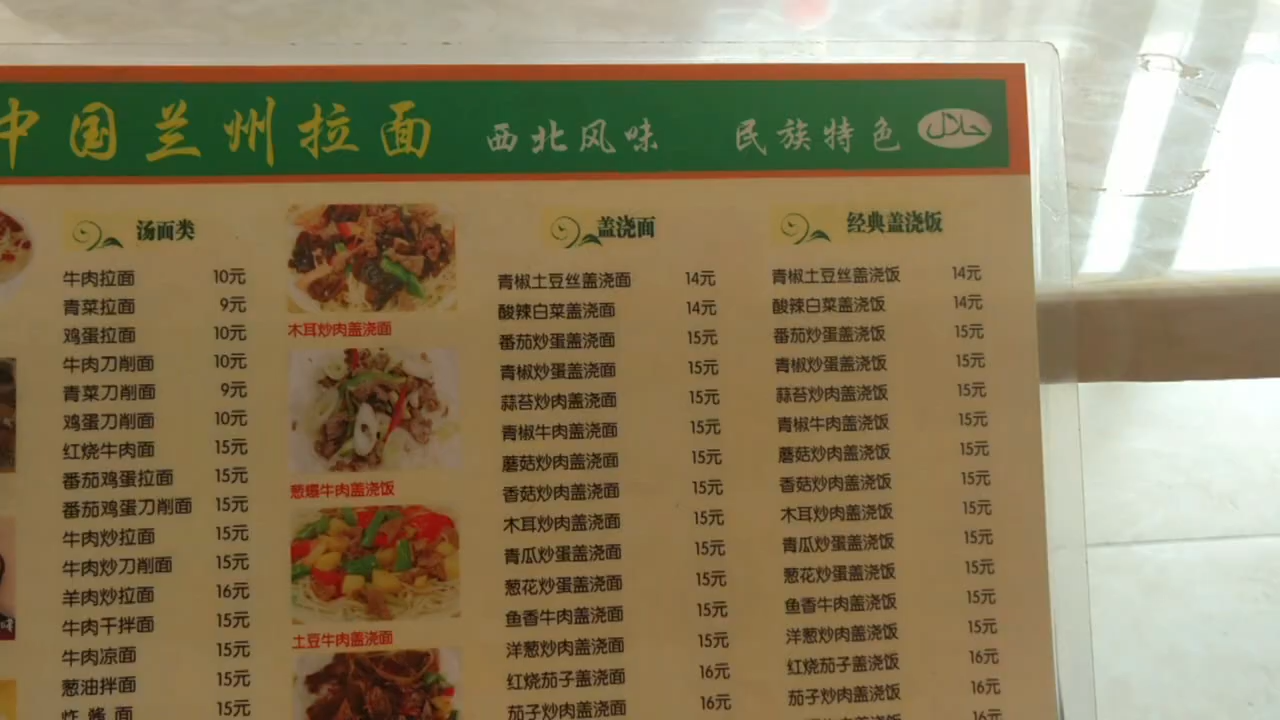 中国兰州拉面 西北风味 民族特色 حلال
汤面类
牛肉拉面 10元
青菜拉面 9元
鸡蛋拉面 10元
牛肉刀削面 10元
青菜刀削面 9元
鸡蛋刀削面 10元
红烧牛肉面 15元
番茄鸡蛋拉面 15元
番茄鸡蛋刀削面 15元
牛肉炒拉面 15元
牛肉炒刀削面 15元
羊肉炒拉面 16元
牛肉干拌面 15元
牛肉凉面 15元
葱油拌面 15元
炸酱面 15元
木耳炒肉盖浇面
葱爆牛肉盖浇饭
土豆牛肉盖浇面
盖浇面
青椒土豆丝盖浇面 14元
酸辣白菜盖浇面 14元
番茄炒蛋盖浇面 15元
青椒炒蛋盖浇面 15元
蒜苔炒肉盖浇面 15元
青椒牛肉盖浇面 15元
蘑菇炒肉盖浇面 15元
香菇炒肉盖浇面 15元
木耳炒肉盖浇面 15元
青瓜炒蛋盖浇面 15元
葱花炒蛋盖浇面 15元
鱼香牛肉盖浇面 15元
洋葱炒肉盖浇面 15元
红烧茄子盖浇面 16元
茄子炒肉盖浇面 16元
经典盖浇饭
青椒土豆丝盖浇饭 14元
酸辣白菜盖浇饭 14元
番茄炒蛋盖浇饭 15元
青椒炒蛋盖浇饭 15元
蒜苔炒肉盖浇饭 15元
青椒牛肉盖浇饭 15元
蘑菇炒肉盖浇饭 15元
香菇炒肉盖浇饭 15元
木耳炒肉盖浇饭 15元
青瓜炒蛋盖浇饭 15元
葱花炒蛋盖浇饭 15元
鱼香牛肉盖浇饭 15元
洋葱炒肉盖浇饭 15元
红烧茄子盖浇饭 16元
茄子炒肉盖浇饭 16元
盖浇饭 16元